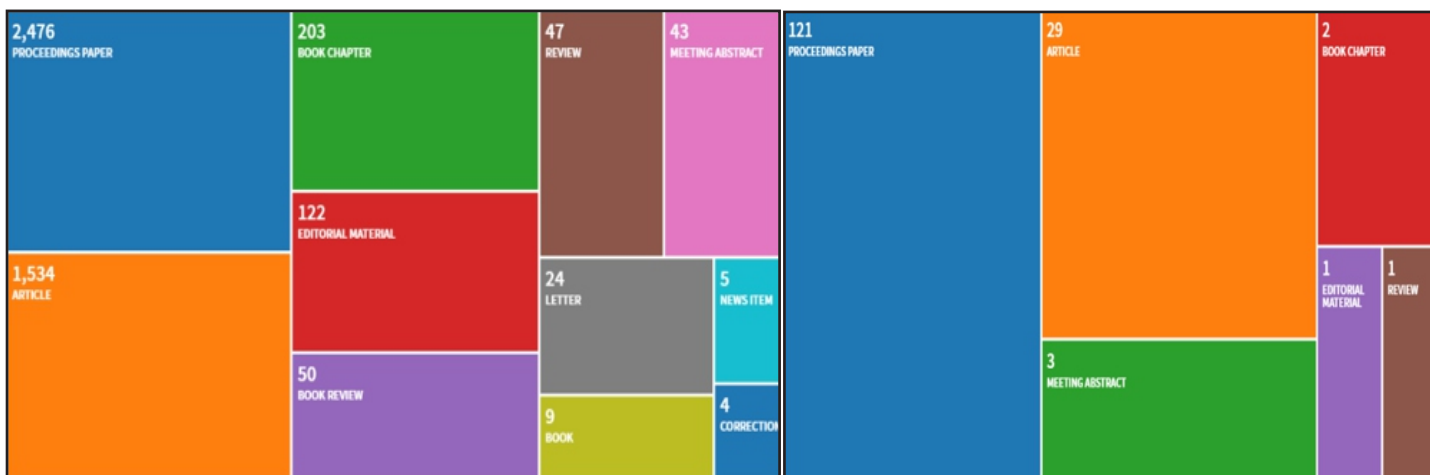 2,476
PROCEEDINGS PAPER
1,534
ARTICLE
203
BOOK CHAPTER
122
EDITORIAL MATERIAL
50
BOOK REVIEW
47
REVIEW
43
MEETING ABSTRACT
24
LETTER
9
BOOK
5
NEWS ITEM
4
CORRECTION
121
PROCEEDINGS PAPER
29
ARTICLE
3
MEETING ABSTRACT
2
BOOK CHAPTER
1
EDITORIAL
MATERIAL
1
REVIEW